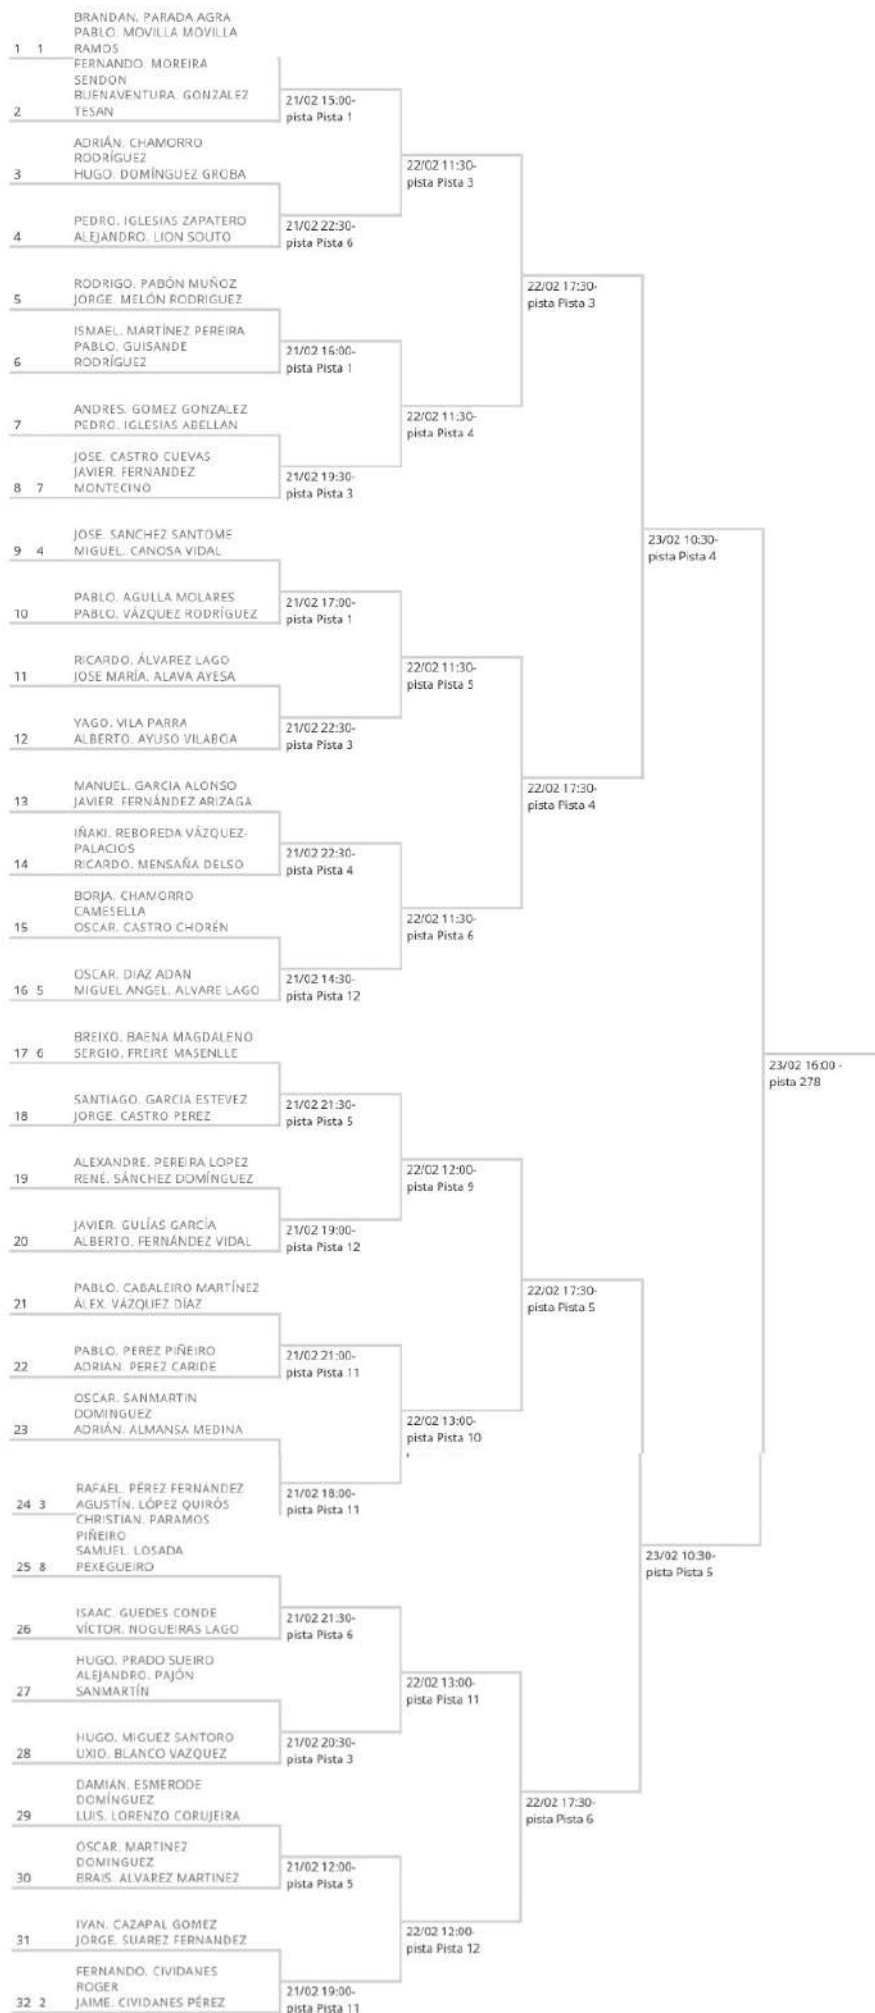 BRANDAN. PARADA AGRA
PABLO. MOVILLA MOVILLA
1 1 RAMOS
FERNANDO. MOREIRA
SENDON
BUENAVENTURA. GONZALEZ
2 TESAN
21/02 15:00-
pista Pista 1
ADRIÁN. CHAMORRO
RODRÍGUEZ
3 HUGO. DOMÍNGUEZ GROBA
22/02 11:30-
pista Pista 3
PEDRO. IGLESIAS ZAPATERO
4 ALEJANDRO. LION SOUTO
21/02 22:30-
pista Pista 6
RODRIGO. PABÓN MUÑOZ
5 JORGE. MELÓN RODRIGUEZ
22/02 17:30-
pista Pista 3
ISMAEL. MARTÍNEZ PEREIRA
PABLO. GUISANDE
6 RODRÍGUEZ
21/02 16:00-
pista Pista 1
ANDRES. GOMEZ GONZALEZ
7 PEDRO. IGLESIAS ABELLAN
22/02 11:30-
pista Pista 4
JOSE. CASTRO CUEVAS
JAVIER. FERNANDEZ
8 7 MONTECINO
21/02 19:30-
pista Pista 3
JOSE. SANCHEZ SANTOME
9 4 MIGUEL. CANOSA VIDAL
23/02 10:30-
pista Pista 4
PABLO. AGULLA MOLARES
10 PABLO. VÁZQUEZ RODRÍGUEZ
21/02 17:00-
pista Pista 1
RICARDO. ÁLVAREZ LAGO
11 JOSE MARÍA. ALAVA AYESA
22/02 11:30-
pista Pista 5
YAGO. VILA PARRA
12 ALBERTO. AYUSO VILABOA
21/02 22:30-
pista Pista 3
MANUEL. GARCIA ALONSO
13 JAVIER. FERNÁNDEZ ARIZAGA
22/02 17:30-
pista Pista 4
IÑAKI. REBOREDA VÁZQUEZ-
PALACIOS
14 RICARDO. MENSAÑA DELSO
21/02 22:30-
pista Pista 4
BORJA. CHAMORRO
CAMESELLA
15 OSCAR. CASTRO CHORÉN
22/02 11:30-
pista Pista 6
OSCAR. DIAZ ADAN
16 5 MIGUEL ANGEL. ALVARE LAGO
21/02 14:30-
pista Pista 12
BREIXO. BAENA MAGDALENO
17 6 SERGIO. FREIRE MASENLLE
23/02 16:00 -
pista 278
SANTIAGO. GARCIA ESTEVEZ
18 JORGE. CASTRO PEREZ
21/02 21:30-
pista Pista 5
ALEXANDRE. PEREIRA LOPEZ
19 RENÉ. SÁNCHEZ DOMÍNGUEZ
22/02 12:00-
pista Pista 9
JAVIER. GULÍAS GARCÍA
20 ALBERTO. FERNÁNDEZ VIDAL
21/02 19:00-
pista Pista 12
PABLO. CABALEIRO MARTÍNEZ
21 ÁLEX. VÁZQUEZ DÍAZ
22/02 17:30-
pista Pista 5
PABLO. PEREZ PIÑEIRO
22 ADRIAN. PEREZ CARIDE
21/02 21:00-
pista Pista 11
OSCAR. SANMARTIN
DOMINGUEZ
23 ADRIÁN. ALMANSA MEDINA
22/02 13:00-
pista Pista 10
RAFAEL. PÉREZ FERNÁNDEZ
24 3 AGUSTÍN. LÓPEZ QUIRÓS
21/02 18:00-
pista Pista 11
CHRISTIAN. PARAMOS
PIÑEIRO
SAMUEL. LOSADA
25 8 PEXEGUEIRO
23/02 10:30-
pista Pista 5
ISAAC. GUEDES CONDE
26 VÍCTOR. NOGUEIRAS LAGO
21/02 21:30-
pista Pista 6
HUGO. PRADO SUEIRO
ALEJANDRO. PAJÓN
27 SANMARTÍN
22/02 13:00-
pista Pista 11
HUGO. MIGUEZ SANTORO
28 UXIO. BLANCO VAZQUEZ
21/02 20:30-
pista Pista 3
DAMIÁN. ESMERODE
DOMÍNGUEZ
29 LUIS. LORENZO CORUJEIRA
22/02 17:30-
pista Pista 6
OSCAR. MARTINEZ
DOMINGUEZ
30 BRAIS. ALVAREZ MARTINEZ
21/02 12:00-
pista Pista 5
IVAN. CAZAPAL GOMEZ
31 JORGE. SUAREZ FERNANDEZ
22/02 12:00-
pista Pista 12
FERNANDO. CIVIDANES
ROGER
32 2 JAIME. CIVIDANES PÉREZ
21/02 19:00-
pista Pista 11